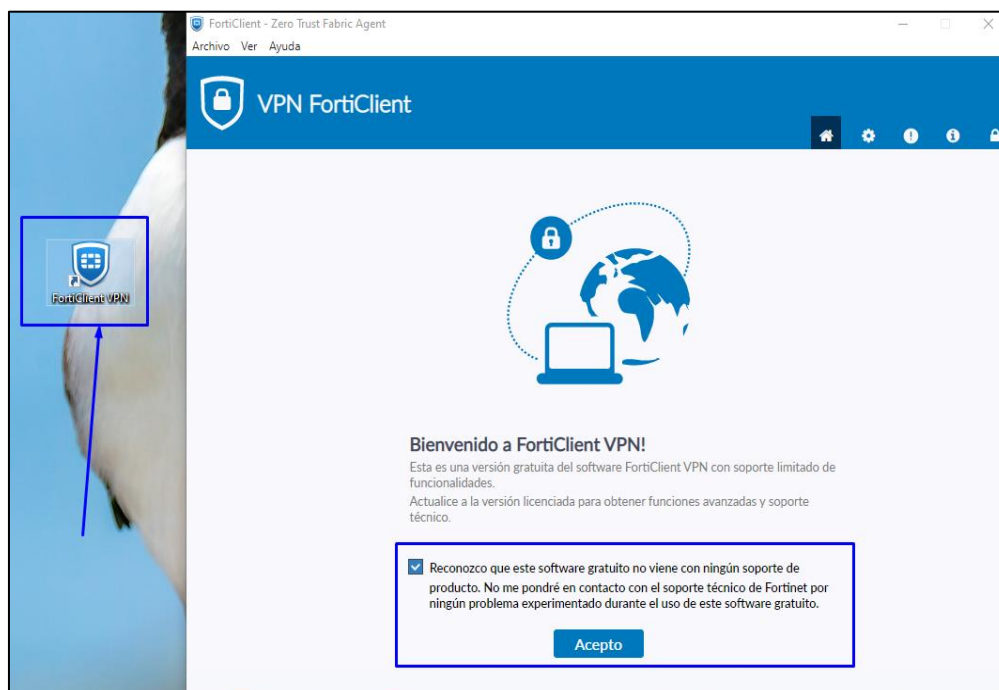 FortiClient - Zero Trust Fabric Agent
Archivo Ver Ayuda
VPN FortiClient
FortiClient VPN
Bienvenido a FortiClient VPN!
Esta es una versión gratuita del software FortiClient VPN con soporte limitado de
funcionalidades.
Actualice a la versión licenciada para obtener funciones avanzadas y soporte
técnico.
Reconozco que este software gratuito no viene con ningún soporte de
producto. No me pondré en contacto con el soporte técnico de Fortinet por
ningún problema experimentado durante el uso de este software gratuito.
Acepto